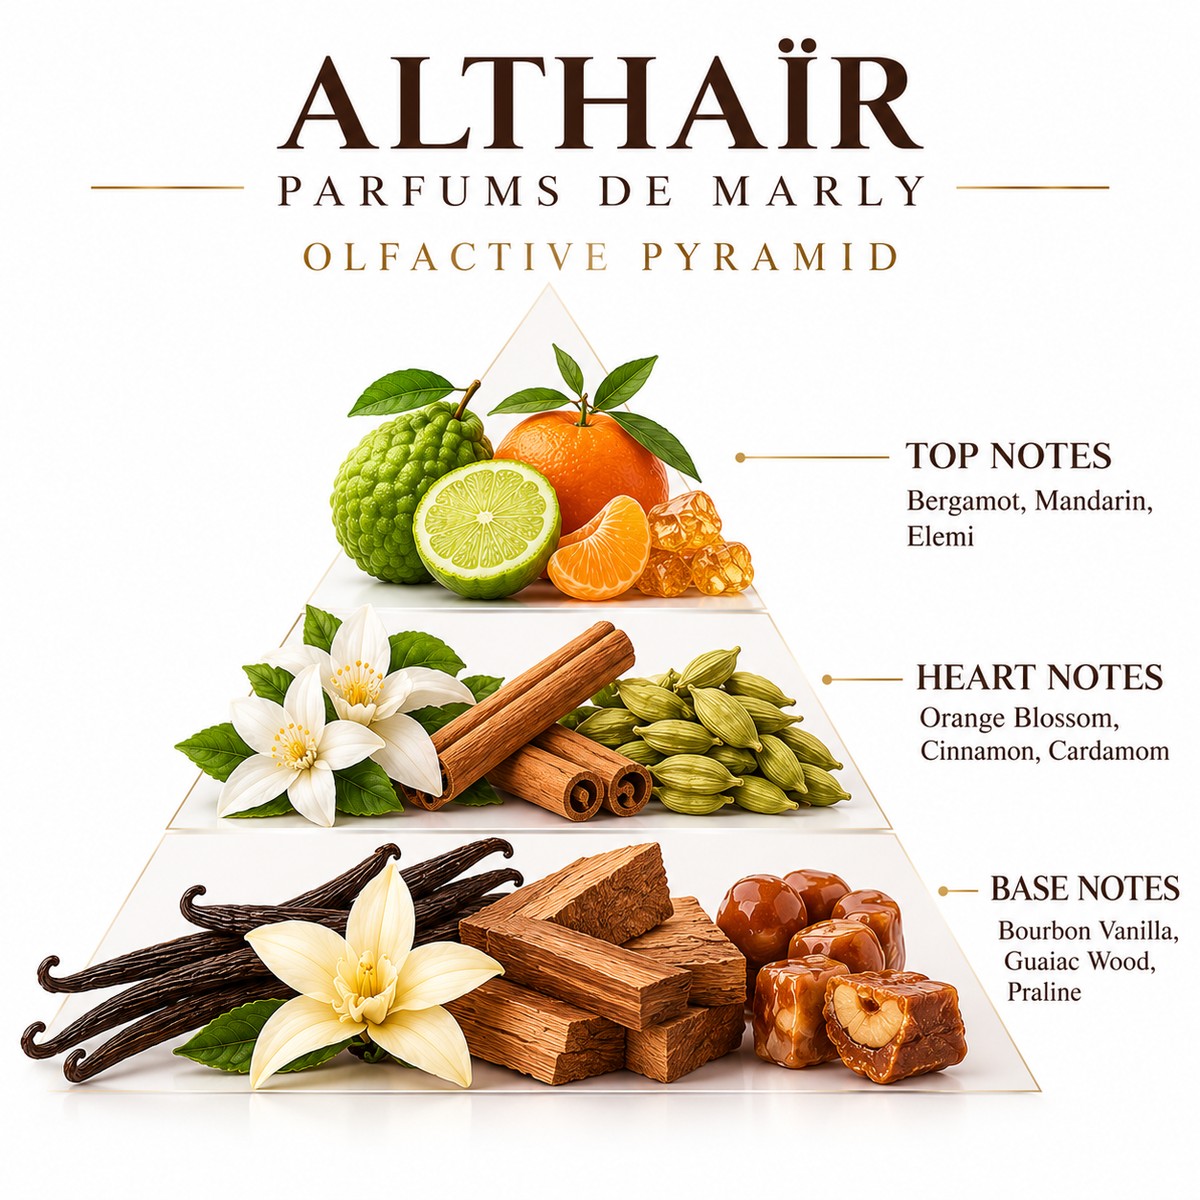 ALTHAÏR
PARFUMS DE MARLY
OLFACTIVE PYRAMID
TOP NOTES
Bergamot, Mandarin,
Elemi
HEART NOTES
Orange Blossom,
Cinnamon, Cardamom
BASE NOTES
Bourbon Vanilla,
Guaiac Wood,
Praline